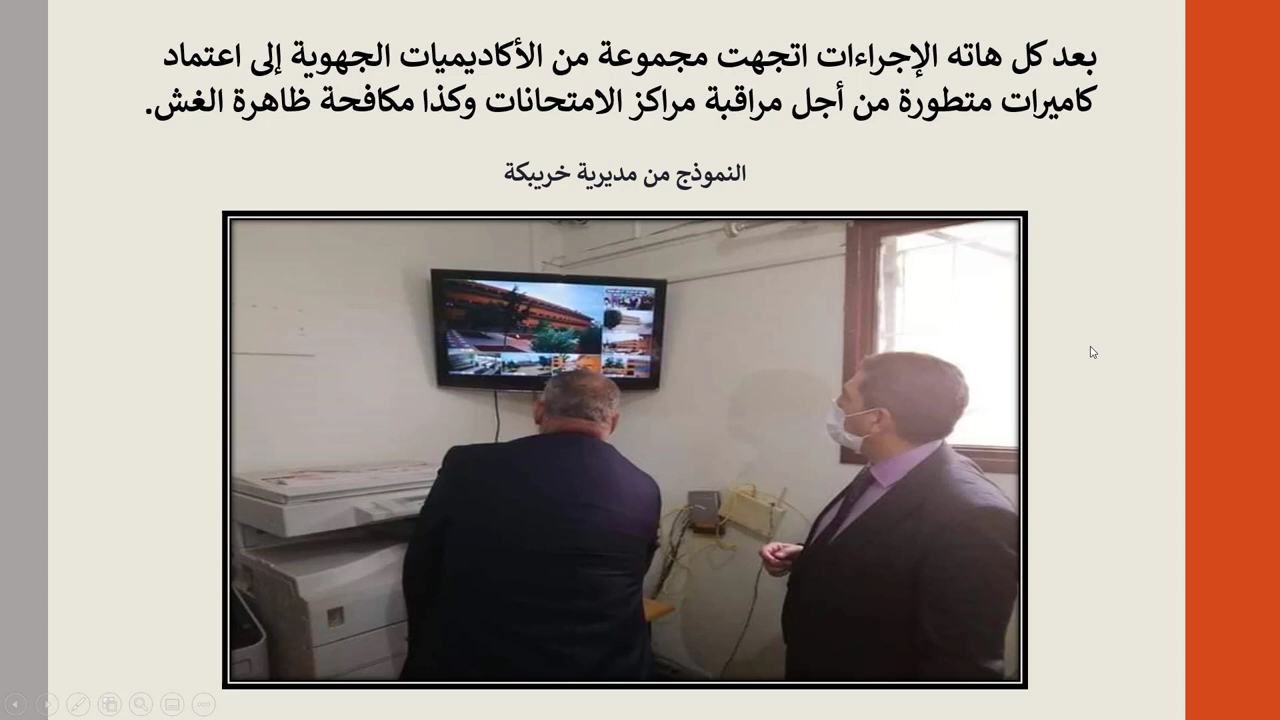 بعد كل هاته الإجراءات اتجهت مجموعة من الأكاديميات الجهوية إلى اعتماد
كاميرات متطورة من أجل مراقبة مراكز الامتحانات وكذا مكافحة ظاهرة الغش.
النموذج من مديرية خريبكة